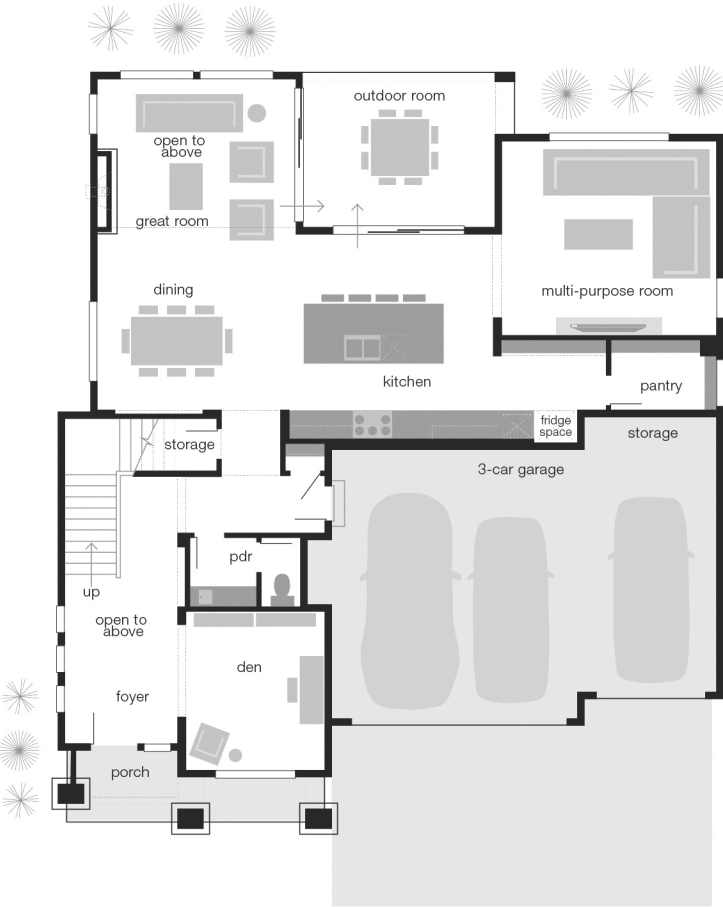 outdoor room
open to
above
great room
dining
multi-purpose room
kitchen
pantry
fridge
space
storage
storage
3-car garage
pdr
up
open to
above
den
foyer
porch